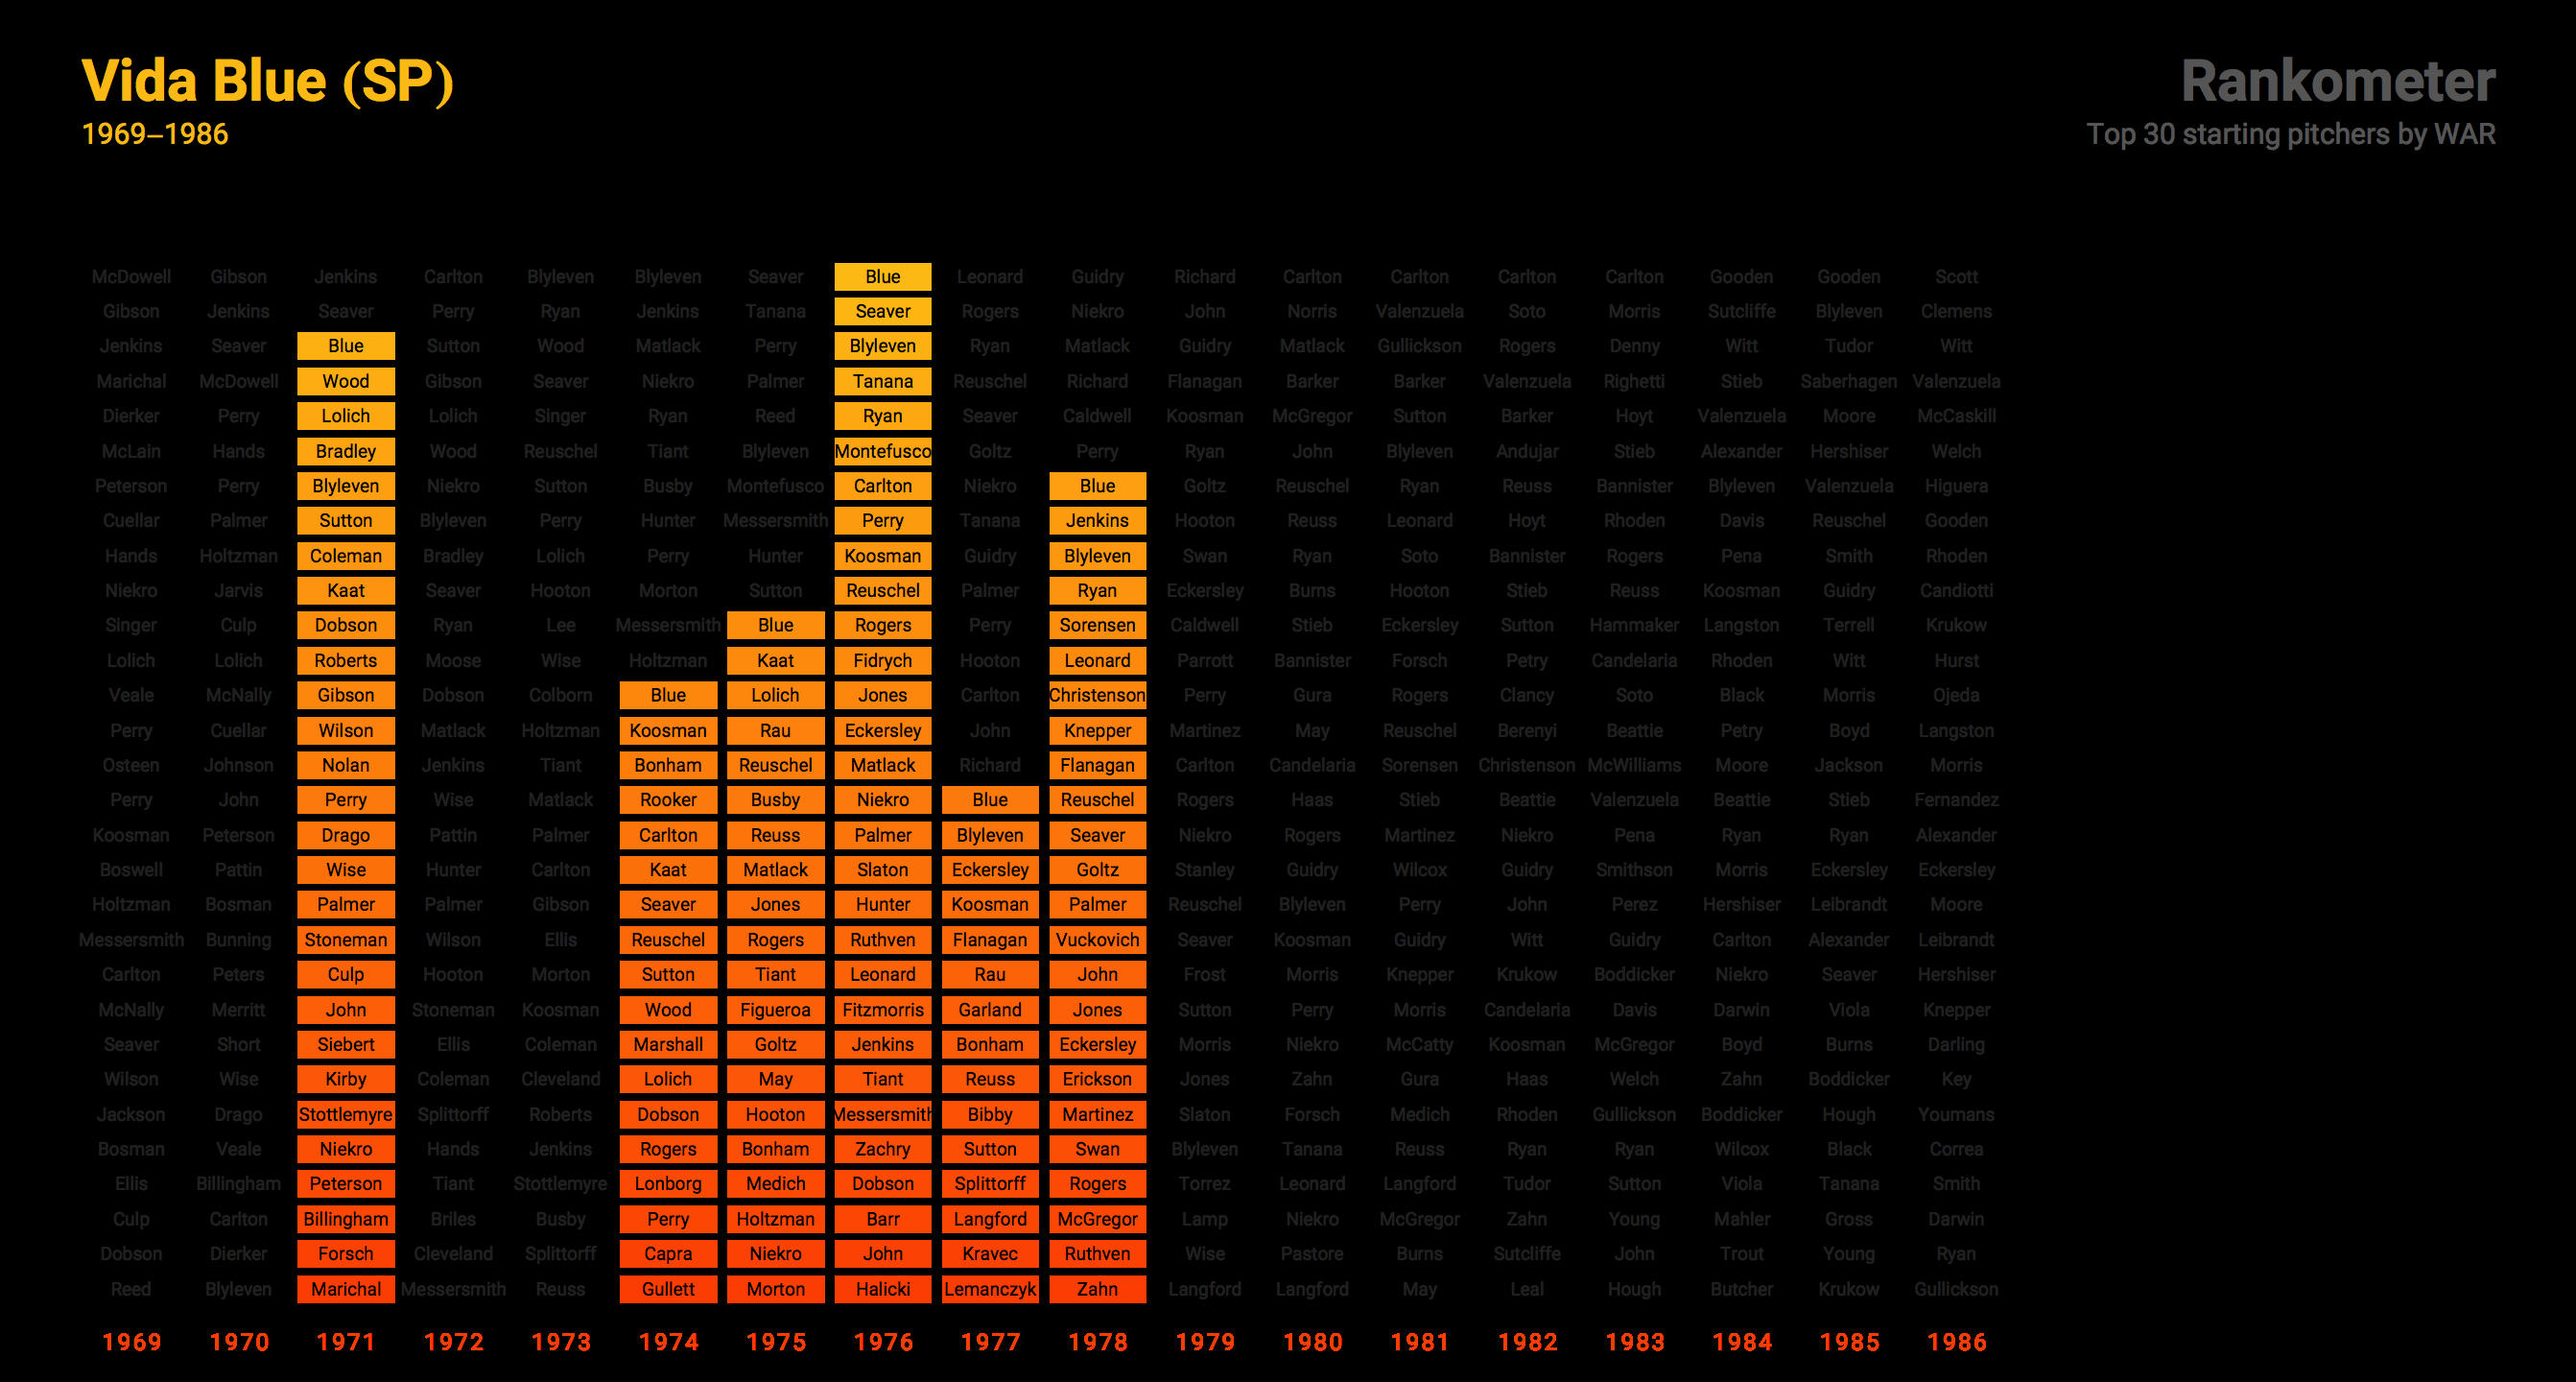 Vida Blue (SP)
1969–1986
Rankometer
Top 30 starting pitchers by WAR
McDowell Gibson Jenkins Carlton Blyleven Blyleven Seaver Blue Leonard Guidry Richard Carlton Carlton Carlton Carlton Gooden Gooden Scott
Gibson Jenkins Seaver Perry Ryan Jenkins Tanana Seaver Rogers Niekro John Norris Valenzuela Soto Morris Sutcliffe Blyleven Clemens
Jenkins Seaver Blue Sutton Wood Matlack Perry Blyleven Ryan Matlack Guidry Matlack Gullickson Rogers Denny Witt Tudor Witt
Marichal McDowell Wood Gibson Seaver Niekro Palmer Tanana Reuschel Richard Flanagan Barker Barker Valenzuela Righetti Stieb Saberhagen Valenzuela
Dierker Perry Lolich Lolich Singer Ryan Reed Ryan Seaver Caldwell Koosman McGregor Sutton Barker Hoyt Valenzuela Moore McCaskill
McLain Hands Bradley Wood Reuschel Tiant Blyleven Montefusco Goltz Perry Ryan John Blyleven Andujar Stieb Alexander Hershiser Welch
Peterson Perry Blyleven Niekro Sutton Busby Montefusco Carlton Niekro Blue Goltz Reuschel Ryan Reuss Bannister Blyleven Valenzuela Higuera
Cuellar Palmer Sutton Blyleven Perry Hunter Messersmith Perry Tanana Jenkins Hooton Reuss Leonard Hoyt Rhoden Davis Reuschel Gooden
Hands Holtzman Coleman Bradley Lolich Perry Hunter Koosman Guidry Blyleven Swan Ryan Soto Bannister Rogers Pena Smith Rhoden
Niekro Jarvis Kaat Seaver Hooton Morton Sutton Reuschel Palmer Ryan Eckersley Burns Hooton Stieb Reuss Koosman Guidry Candiotti
Singer Culp Dobson Ryan Lee Messersmith Blue Rogers Perry Sorensen Caldwell Stieb Eckersley Sutton Hammaker Langston Terrell Krukow
Lolich Lolich Roberts Moose Wise Holtzman Kaat Fidrych Hooton Leonard Parrott Bannister Forsch Petry Candelaria Rhoden Witt Hurst
Veale McNally Gibson Dobson Colborn Blue Lolich Jones Carlton Christenson Perry Gura Rogers Clancy Soto Black Morris Ojeda
Perry Cuellar Wilson Matlack Holtzman Koosman Rau Eckersley John Knepper Martinez May Reuschel Berenyi Beattie Petry Boyd Langston
Osteen Johnson Nolan Jenkins Tiant Bonham Reuschel Matlack Richard Flanagan Carlton Candelaria Sorensen Christenson McWilliams Moore Jackson Morris
Perry John Perry Wise Matlack Rooker Busby Niekro Blue Reuschel Rogers Haas Stieb Beattie Valenzuela Beattie Stieb Fernandez
Koosman Peterson Drago Pattin Palmer Carlton Reuss Palmer Blyleven Seaver Niekro Rogers Martinez Niekro Pena Ryan Ryan Alexander
Boswell Pattin Wise Hunter Carlton Kaat Matlack Slaton Eckersley Goltz Stanley Guidry Wilcox Guidry Smithson Morris Eckersley Eckersley
Holtzman Bosman Palmer Palmer Gibson Seaver Jones Hunter Koosman Palmer Reuschel Blyleven Perry John Perez Hershiser Leibrandt Moore
Messersmith Bunning Stoneman Wilson Ellis Reuschel Rogers Ruthven Flanagan Vuckovich Seaver Koosman Guidry Witt Guidry Carlton Alexander Leibrandt
Carlton Peters Culp Hooton Morton Sutton Tiant Leonard Rau John Frost Morris Knepper Krukow Boddicker Niekro Seaver Hershiser
McNally Merritt John Stoneman Koosman Wood Figueroa Fitzmorris Garland Jones Sutton Perry Morris Candelaria Davis Darwin Viola Knepper
Seaver Short Siebert Ellis Coleman Marshall Goltz Jenkins Bonham Eckersley Morris Niekro McCatty Koosman McGregor Boyd Burns Darling
Wilson Wise Kirby Coleman Cleveland Lolich May Tiant Reuss Erickson Jones Zahn Gura Haas Welch Zahn Boddicker Key
Jackson Drago Stottlemyre Splittorff Roberts Dobson Hooton Messersmith Bibby Martinez Slaton Forsch Medich Rhoden Gullickson Boddicker Hough Youmans
Bosman Veale Niekro Hands Jenkins Rogers Bonham Zachry Sutton Swan Blyleven Tanana Reuss Ryan Ryan Wilcox Black Correa
Ellis Billingham Peterson Tiant Stottlemyre Lonborg Medich Dobson Splittorff Rogers Torrez Leonard Langford Tudor Sutton Viola Tanana Smith
Culp Carlton Billingham Briles Busby Perry Holtzman Barr Langford McGregor Lamp Niekro McGregor Zahn Young Mahler Gross Darwin
Dobson Dierker Forsch Cleveland Splittorff Capra Niekro John Kravec Ruthven Wise Pastore Burns Sutcliffe John Trout Young Ryan
Reed Blyleven Marichal Messersmith Reuss Gullett Morton Halicki Lemanczyk Zahn Langford Langford May Leal Hough Butcher Krukow Gullickson
1969 1970 1971 1972 1973 1974 1975 1976 1977 1978 1979 1980 1981 1982 1983 1984 1985 1986